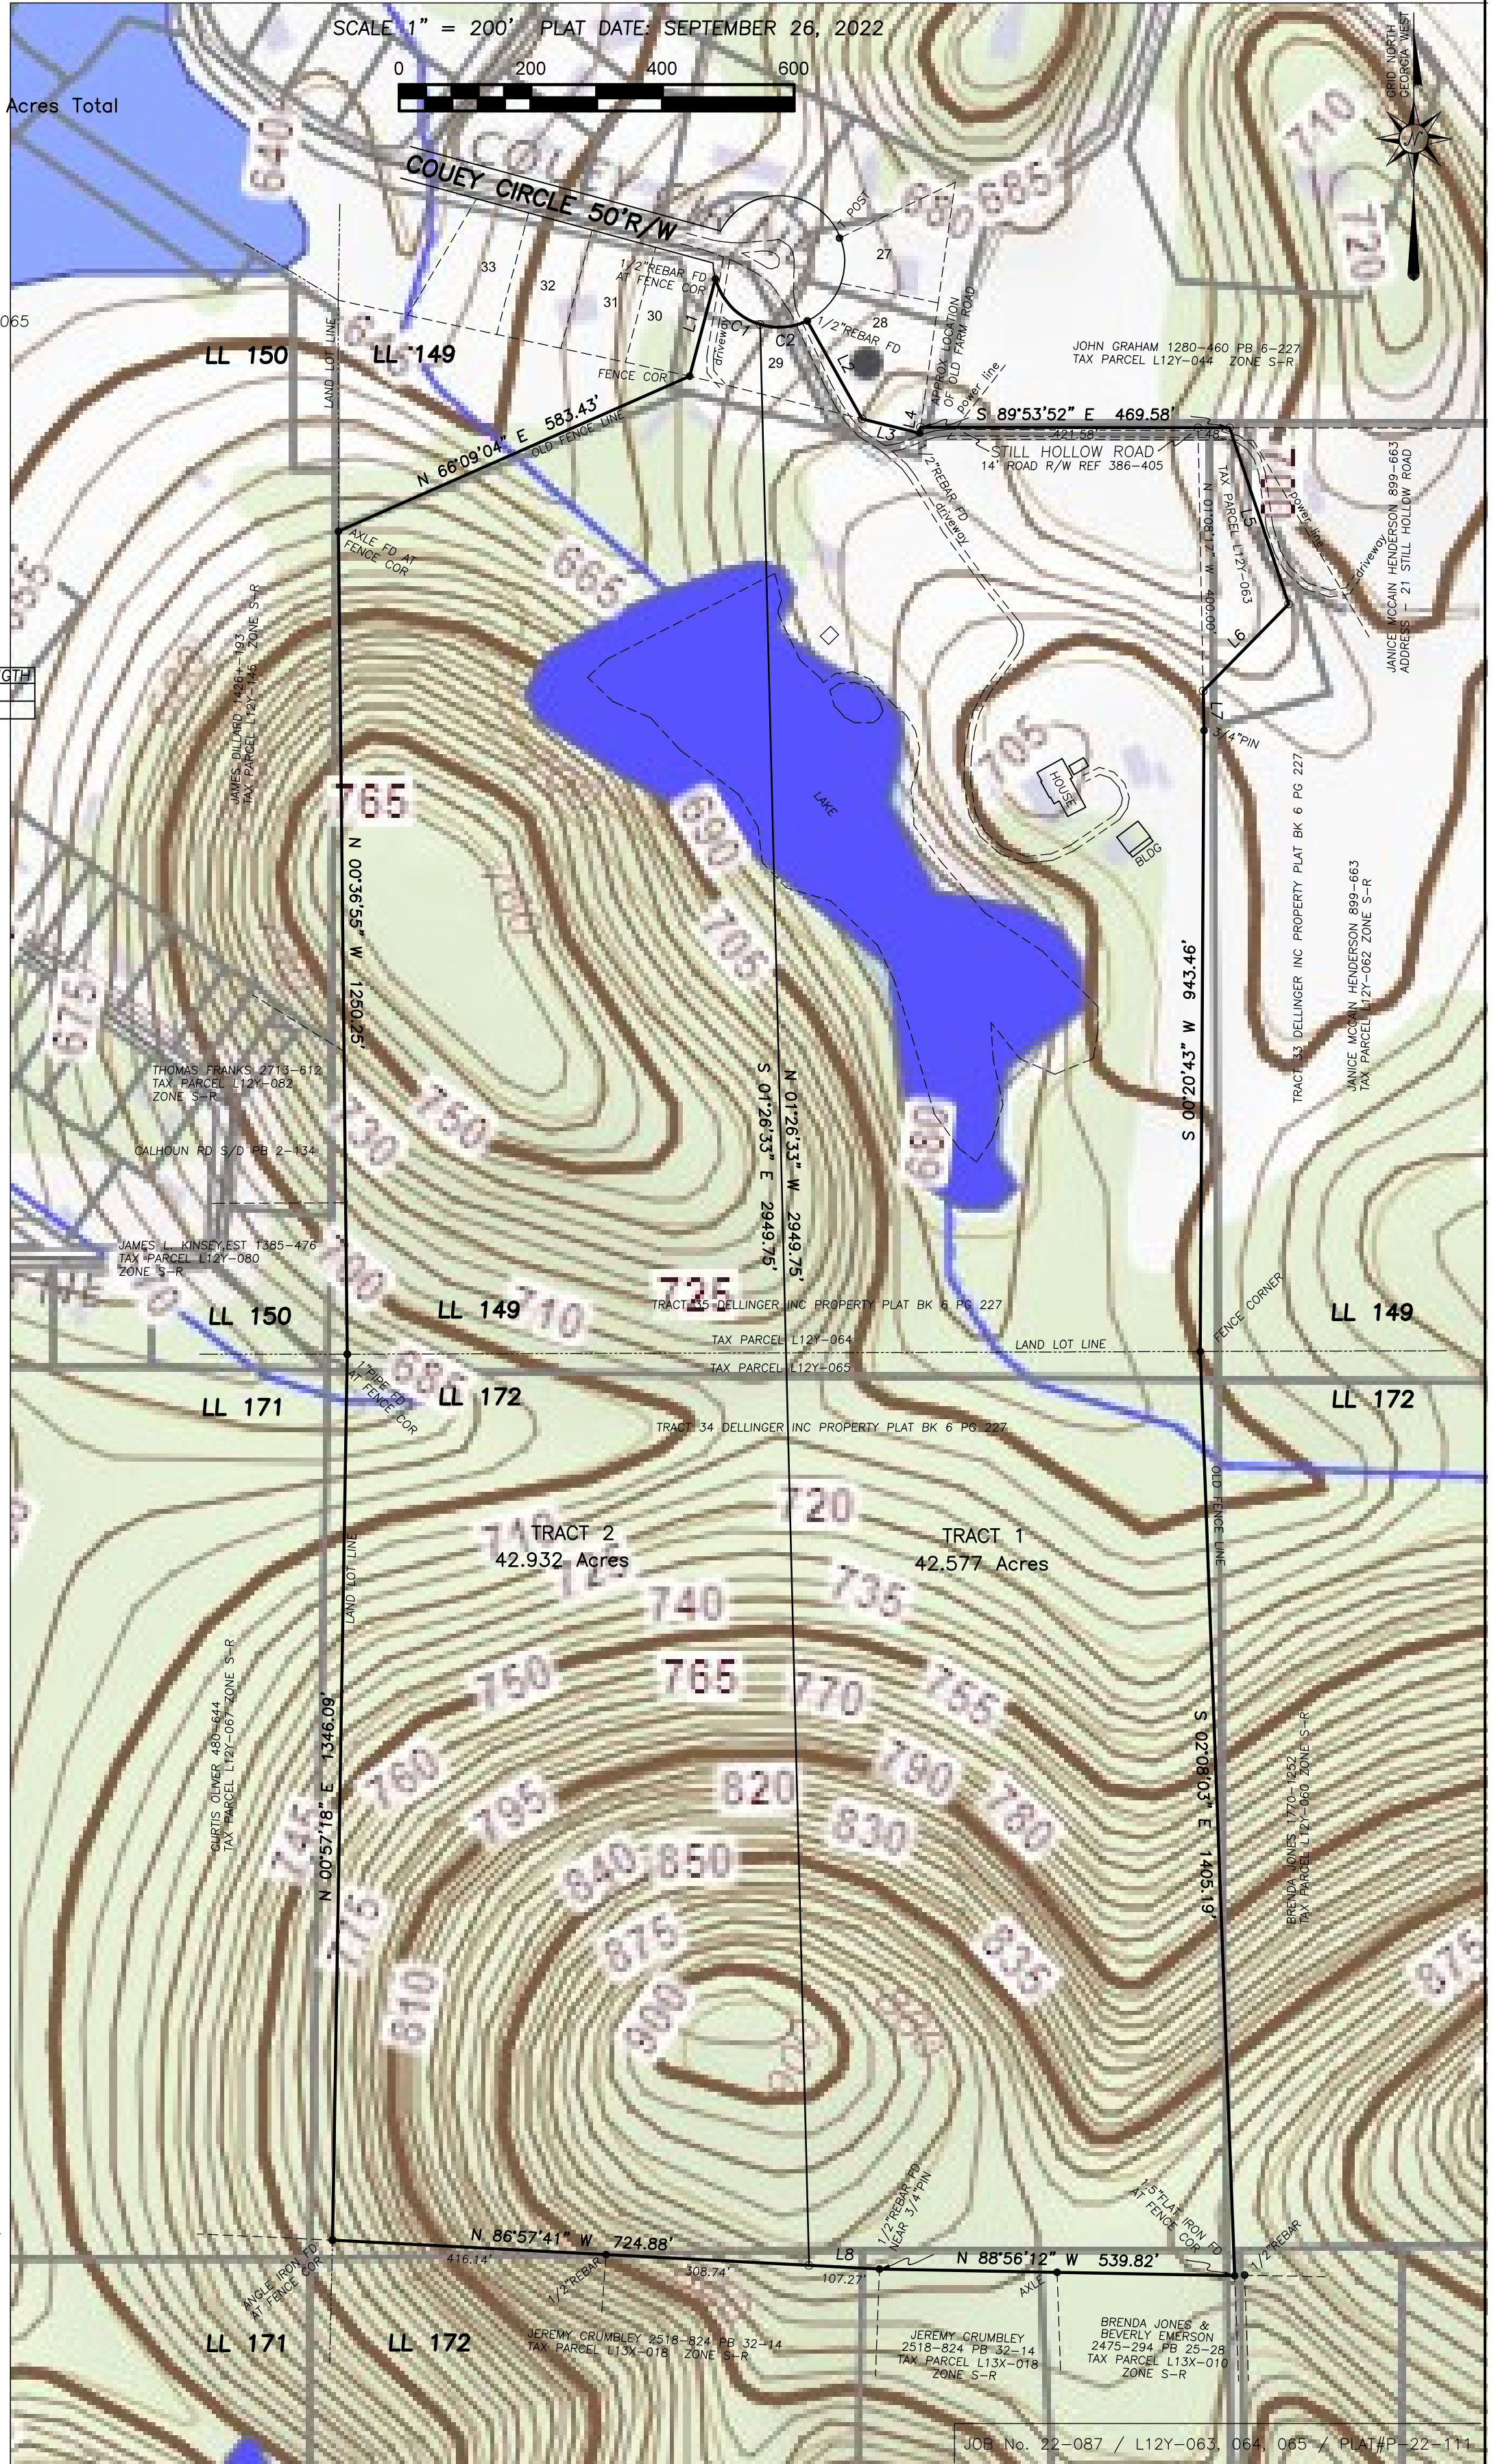 SCALE 1" = 200' PLAT DATE: SEPTEMBER 26, 2022
0 200 400 600
GRID NORTH
GEORGIA WEST
N
Acres Total
640
COUEY
COUEY CIRCLE 50'R/W
680
685
710
720
T POST
27
33
32
31
30
29
28
1/2"REBAR FD
AT FENCE COR
1/2"REBAR FD
L1
C1
C2
L2
driveway
FENCE COR
APPROX LOCATION
OF OLD FARM ROAD
JOHN GRAHAM 1280-460 PB 6-227
TAX PARCEL L12Y-044 ZONE S-R
065
LL 150
LL 149
LAND LOT LINE
power line
L3
L4
S 89°53'52" E 469.58'
421.58'
48'
STILL HOLLOW ROAD
14' ROAD R/W REF 386-405
N 66°09'04" E 583.43'
OLD FENCE LINE
1/2"REBAR FD
driveway
AXLE FD AT
FENCE COR
665
700
L5
TAX PARCEL L12Y-063
N 01°08'17" W 400.00'
power line
driveway
JANICE MCCAIN HENDERSON 899-663
ADDRESS - 21 STILL HOLLOW ROAD
L6
L7
3/4"PIN
685
JAMES DILLARD 1426-193
TAX PARCEL L12Y-145 ZONE S-R
GTH
765
690
705
LAKE
705
HOUSE
BLDG
N 00°36'55" W 1250.25'
TRACT 33 DELLINGER INC PROPERTY PLAT BK 6 PG 227
JANICE MCCAIN HENDERSON 899-663
TAX PARCEL L12Y-062 ZONE S-R
S 00°20'43" W 943.46'
675
THOMAS FRANKS 2713-612
TAX PARCEL L12Y-082
ZONE S-R
750
730
S 01°26'33" E 2949.75'
N 01°26'33" W 2949.75'
680
CALHOUN RD S/D PB 2-134
JAMES L. KINSEY,EST 1385-476
TAX PARCEL L12Y-080
ZONE S-R
700
710
725
LL 150
LL 149
TRACT 35 DELLINGER INC PROPERTY PLAT BK 6 PG 227
FENCE CORNER
LL 149
TAX PARCEL L12Y-064
LAND LOT LINE
TAX PARCEL L12Y-065
1"PIPE FD
AT FENCE COR
685
LL 171
LL 172
LL 172
TRACT 34 DELLINGER INC PROPERTY PLAT BK 6 PG 227
OLD FENCE LINE
720
TRACT 2
42.932 Acres
TRACT 1
42.577 Acres
LAND LOT LINE
740
735
750
765
770
755
CURTIS OLIVER 480-644
TAX PARCEL L12Y-067 ZONE S-R
N 00°57'18" E 1346.09'
S 02°08'03" E 1405.19'
BRENDA JONES 1770-1252
TAX PARCEL L12Y-060 ZONE S-R
760
795
820
790
780
830
745
775
840
850
875
835
875
810
900
1/2"REBAR FD
NEAR 3/4"PIN
1.5"FLAT IRON FD
AT FENCE COR
1/2"REBAR
N 86°57'41" W 724.88'
416.14'
308.74'
L8
107.27'
N 88°56'12" W 539.82'
ANGLE IRON FD
AT FENCE COR
1/2"REBAR
AXLE
LL 171
LL 172
JEREMY CRUMBLEY 2518-824 PB 32-14
TAX PARCEL L13X-018 ZONE S-R
JEREMY CRUMBLEY
2518-824 PB 32-14
TAX PARCEL L13X-018
ZONE S-R
BRENDA JONES &
BEVERLY EMERSON
2475-294 PB 25-28
TAX PARCEL L13X-010
ZONE S-R
JOB No. 22-087 / L12Y-063, 064, 065 / PLAT#P-22-111